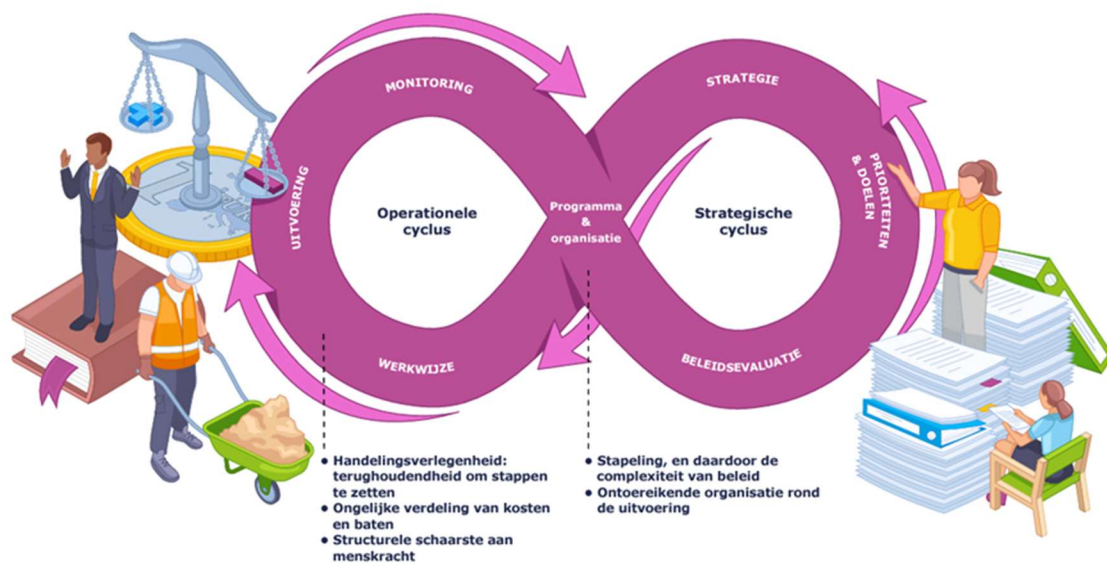 MONITORING
STRATEGIE
UITVOERING
PRIORITEITEN
& DOELEN
Operationele
cyclus
Programma
&
organisatie
Strategische
cyclus
WERKWIJZE
BELEIDSEVALUATIE
• Handelingsverlegenheid:
terughoudendheid om stappen
te zetten
• Ongelijke verdeling van kosten
en baten
• Structurele schaarste aan
menskracht
• Stapeling, en daardoor de
complexiteit van beleid
• Ontoereikende organisatie rond
de uitvoering